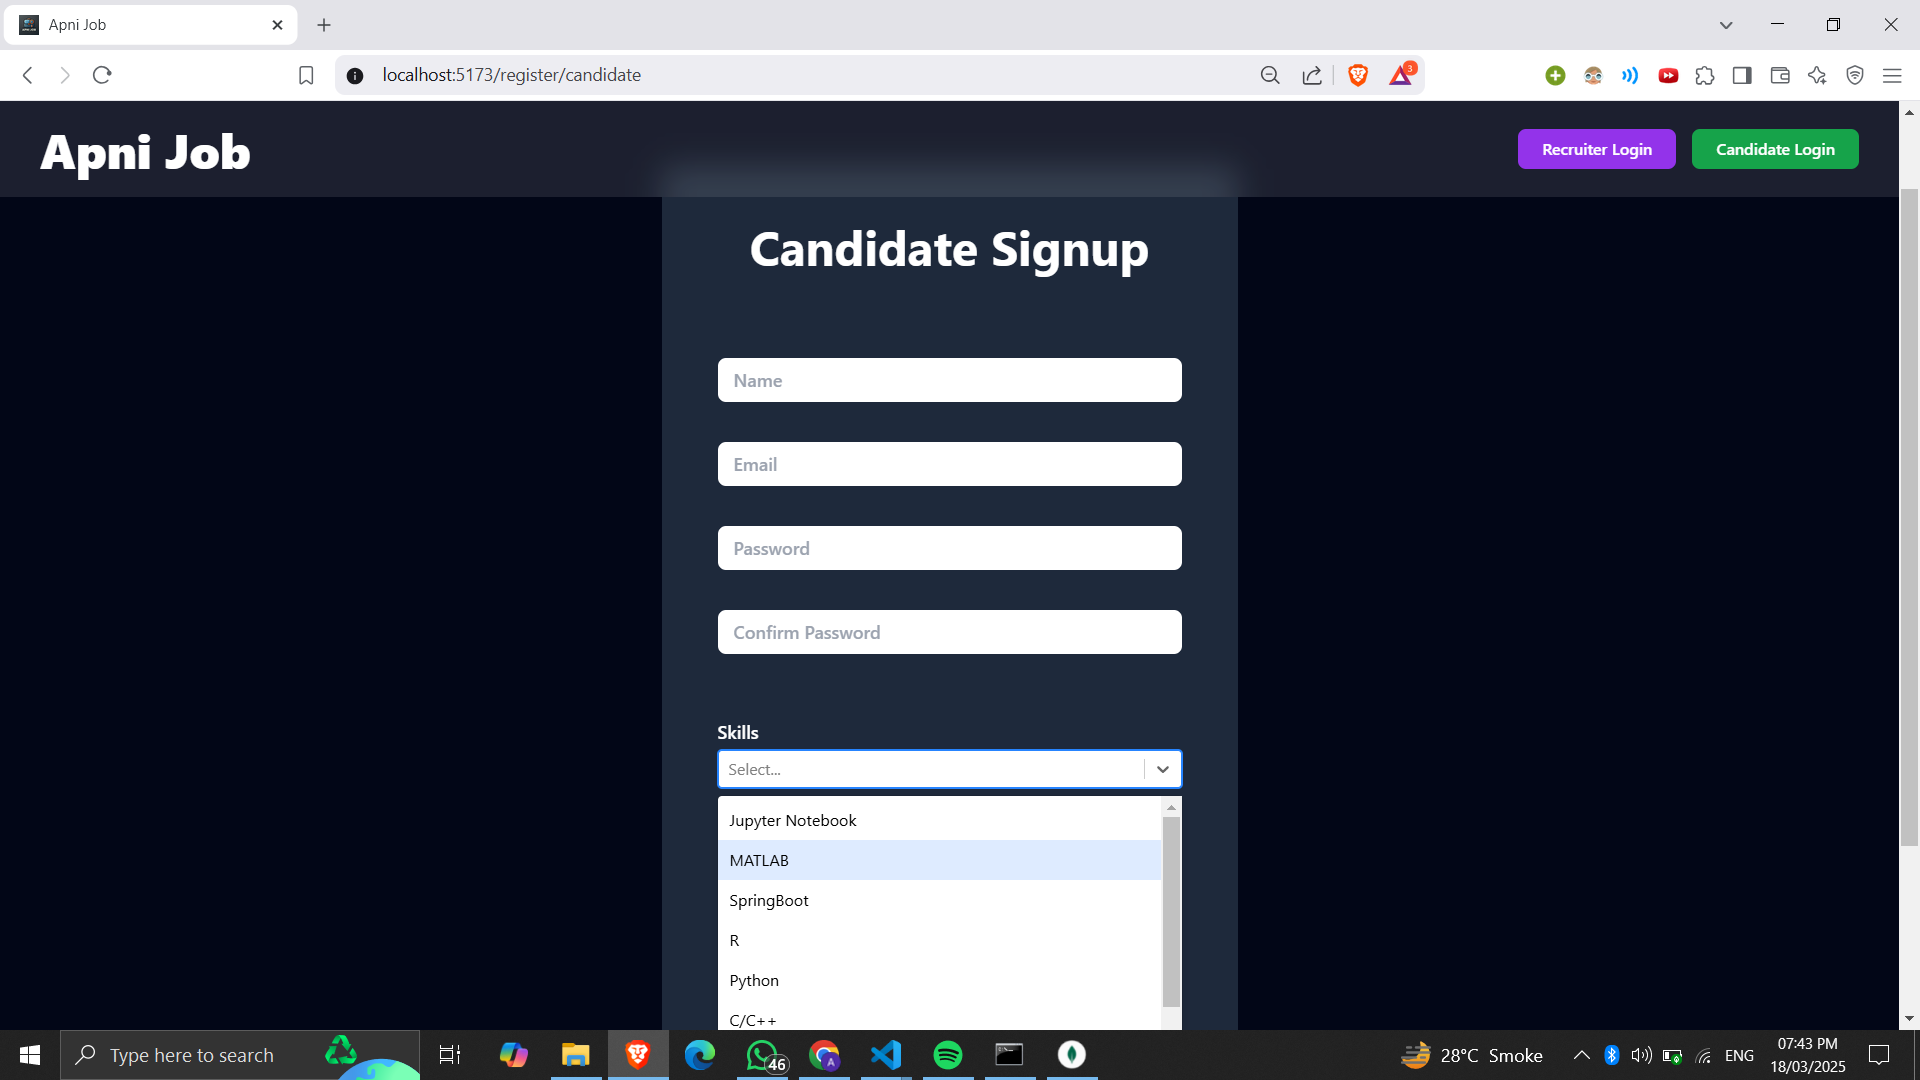 Apni Job
localhost:5173/register/candidate
3
Apni Job
Recruiter Login
Candidate Login
Candidate Signup
Name
Email
Password
Confirm Password
Skills
Select...
Jupyter Notebook
MATLAB
SpringBoot
R
Python
C/C++
Type here to search
46
A
28°C Smoke
ENG
07:43 PM
18/03/2025